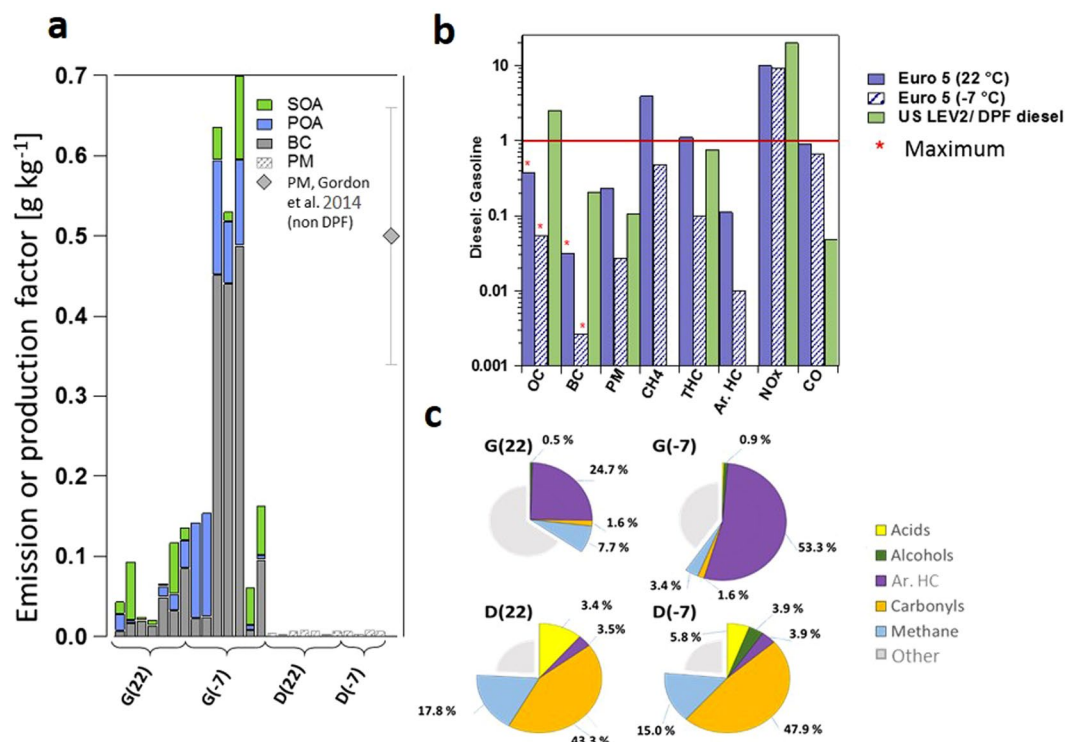 a
Emission or production factor [g kg⁻¹]
0.7
0.6
0.5
0.4
0.3
0.2
0.1
0.0
SOA
POA
BC
PM
PM, Gordon
et al. 2014
(non DPF)
G(22)
G(-7)
D(22)
D(-7)
b
Diesel: Gasoline
10
1
0.1
0.01
0.001
OC
BC
PM
CH4
THC
Ar. HC
NOx
CO
Euro 5 (22 °C)
Euro 5 (-7 °C)
US LEV2/ DPF diesel
* Maximum
c
G(22)
0.5 %
24.7 %
1.6 %
7.7 %
G(-7)
0.9 %
53.3 %
1.6 %
3.4 %
D(22)
3.4 %
3.5%
43.3 %
17.8 %
D(-7)
5.8 %
3.9 %
3.9 %
47.9 %
15.0 %
Acids
Alcohols
Ar. HC
Carbonyls
Methane
Other